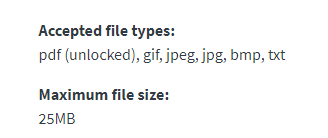 Accepted file types:
pdf (unlocked), gif, jpeg, jpg, bmp, txt
Maximum file size:
25MB